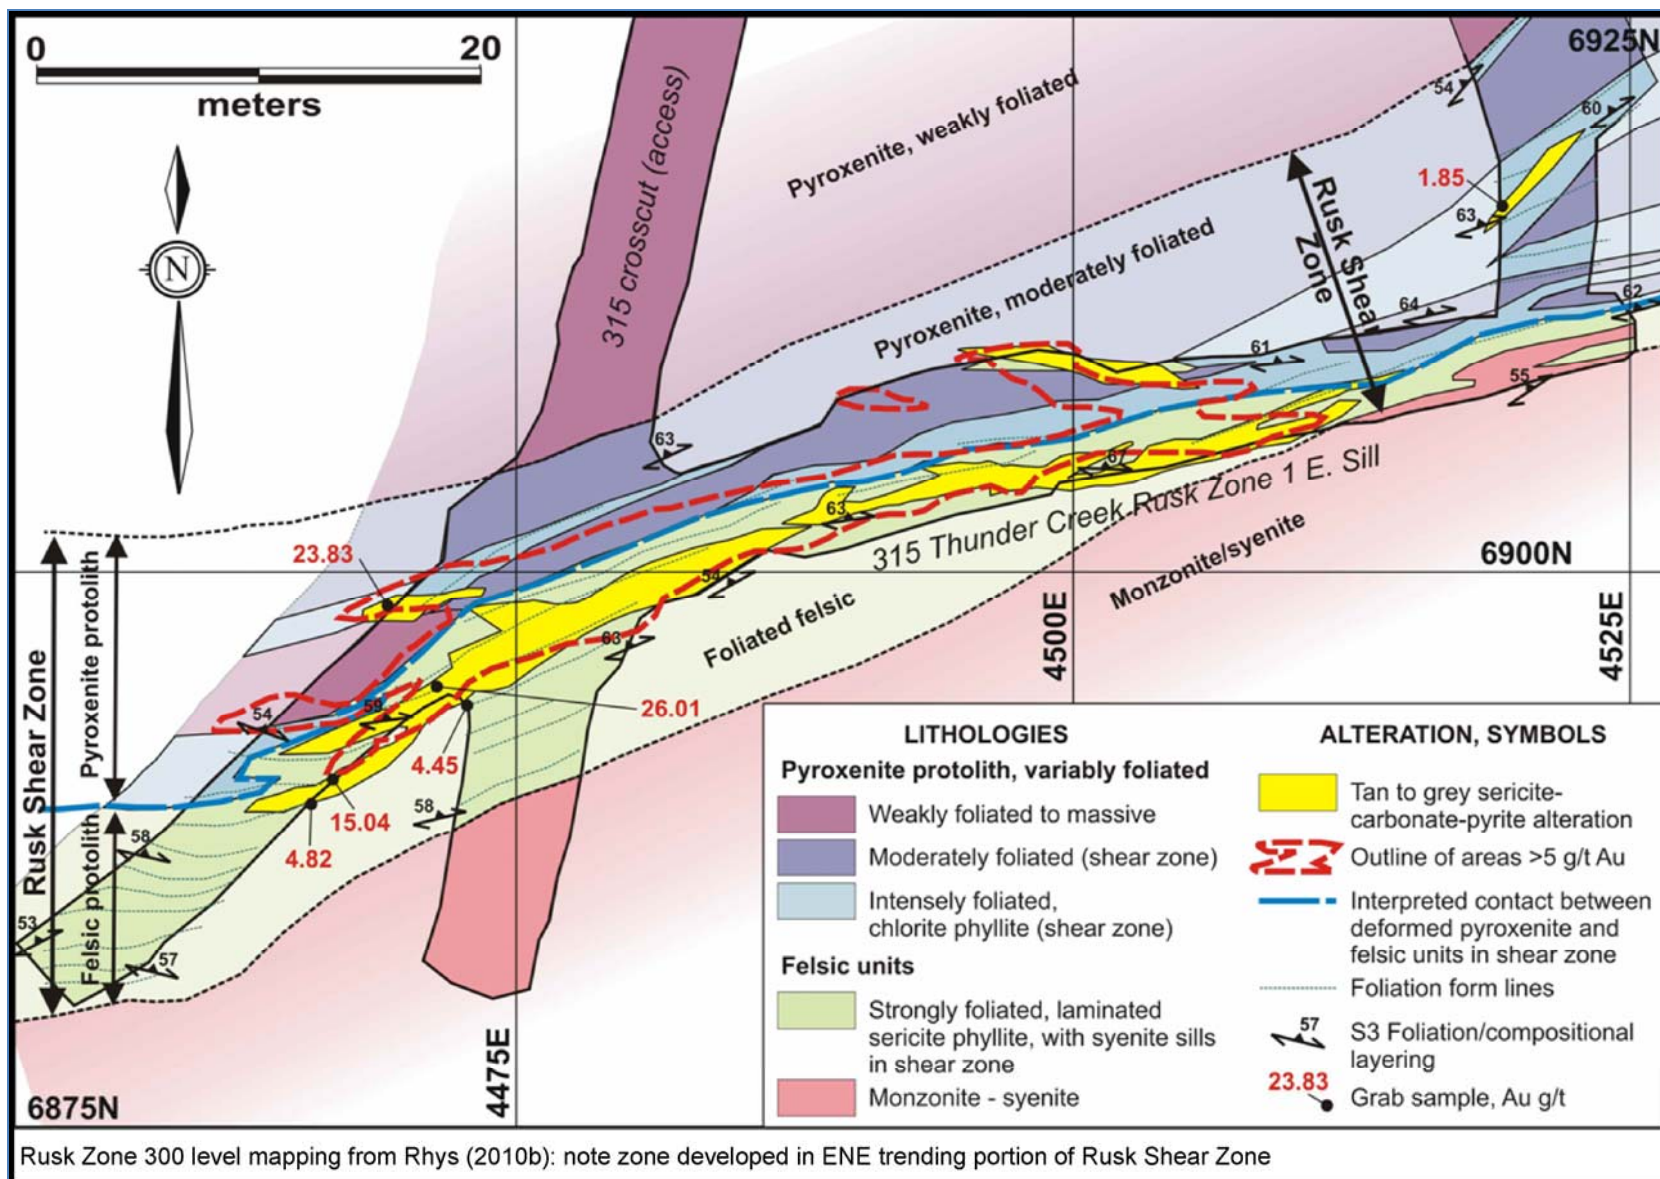 0 20
meters
N
6925N
315 crosscut (access)
Pyroxenite, weakly foliated
Pyroxenite, moderately foliated
Rusk Shear
Zone
54
60
1.85
63
64
62
61
55
63
67
63
315 Thunder Creek Rusk Zone 1 E. Sill
6900N
Monzonite/syenite
Foliated felsic
23.83
54
63
26.01
59
54
4.45
58
15.04
4.82
58
53
57
Rusk Shear Zone
Pyroxenite protolith
Felsic protolith
4475E
4500E
4525E
6875N
LITHOLOGIES
Pyroxenite protolith, variably foliated
Weakly foliated to massive
Moderately foliated (shear zone)
Intensely foliated,
chlorite phyllite (shear zone)
Felsic units
Strongly foliated, laminated
sericite phyllite, with syenite sills
in shear zone
Monzonite - syenite
ALTERATION, SYMBOLS
Tan to grey sericite-
carbonate-pyrite alteration
Outline of areas >5 g/t Au
Interpreted contact between
deformed pyroxenite and
felsic units in shear zone
Foliation form lines
57
S3 Foliation/compositional
layering
23.83
Grab sample, Au g/t
Rusk Zone 300 level mapping from Rhys (2010b): note zone developed in ENE trending portion of Rusk Shear Zone